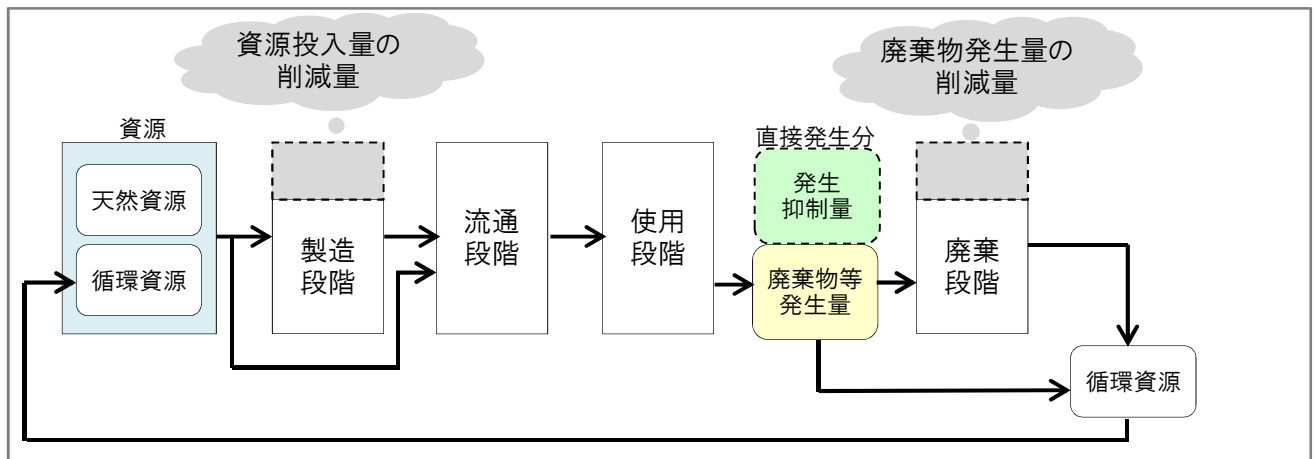 資源投入量の
削減量
廃棄物発生量の
削減量
資源
天然資源
循環資源
製造
段階
流通
段階
使用
段階
直接発生分
発生
抑制量
廃棄物等
発生量
廃棄
段階
循環資源